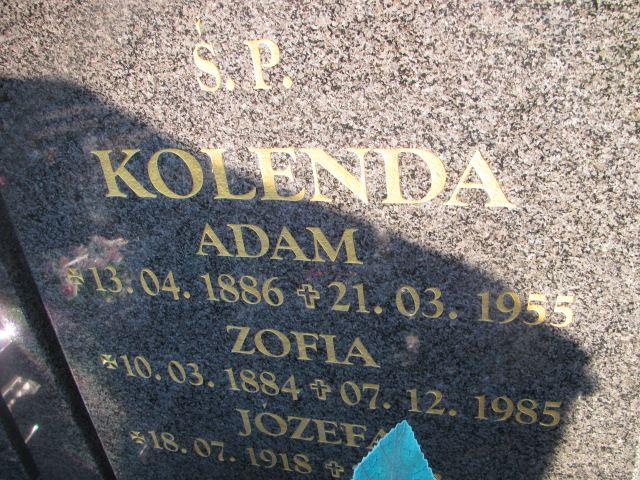 Ś. P.
KOLENDA
ADAM
* 13. 04. 1886 ✝ 21. 03. 1955
ZOFIA
* 10. 03. 1884 ✝ 07. 12. 1985
JOZEFA
* 18. 07. 1918 ✝